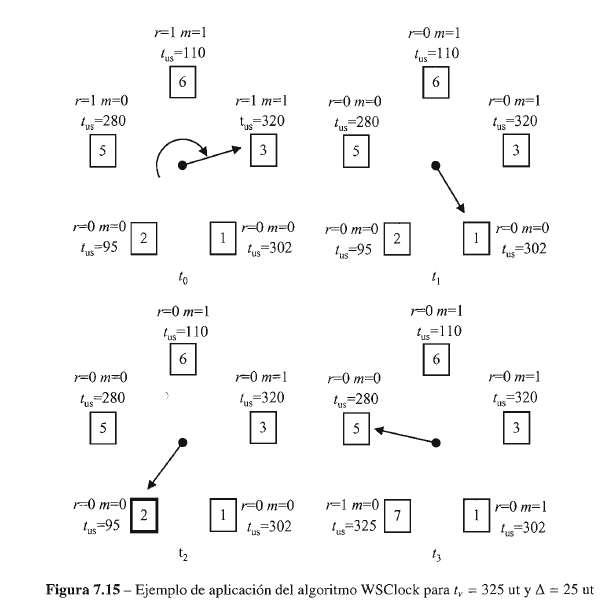 r=1 m=1
t_us=110
6
r=1 m=0
t_us=280
5
r=1 m=1
t_us=320
3
r=0 m=0
t_us=95
2
1
r=0 m=0
t_us=302
t_0
r=0 m=1
t_us=110
6
r=0 m=0
t_us=280
5
r=0 m=1
t_us=320
3
r=0 m=0
t_us=95
2
1
r=0 m=0
t_us=302
t_1
r=0 m=1
t_us=110
6
r=0 m=0
t_us=280
5
r=0 m=1
t_us=320
3
r=0 m=0
t_us=95
2
1
r=0 m=0
t_us=302
t_2
r=0 m=1
t_us=110
6
r=0 m=0
t_us=280
5
r=0 m=1
t_us=320
3
r=1 m=0
t_us=325
7
1
r=0 m=1
t_us=302
t_3
Figura 7.15 – Ejemplo de aplicación del algoritmo WSClock para t_v = 325 ut y Δ = 25 ut